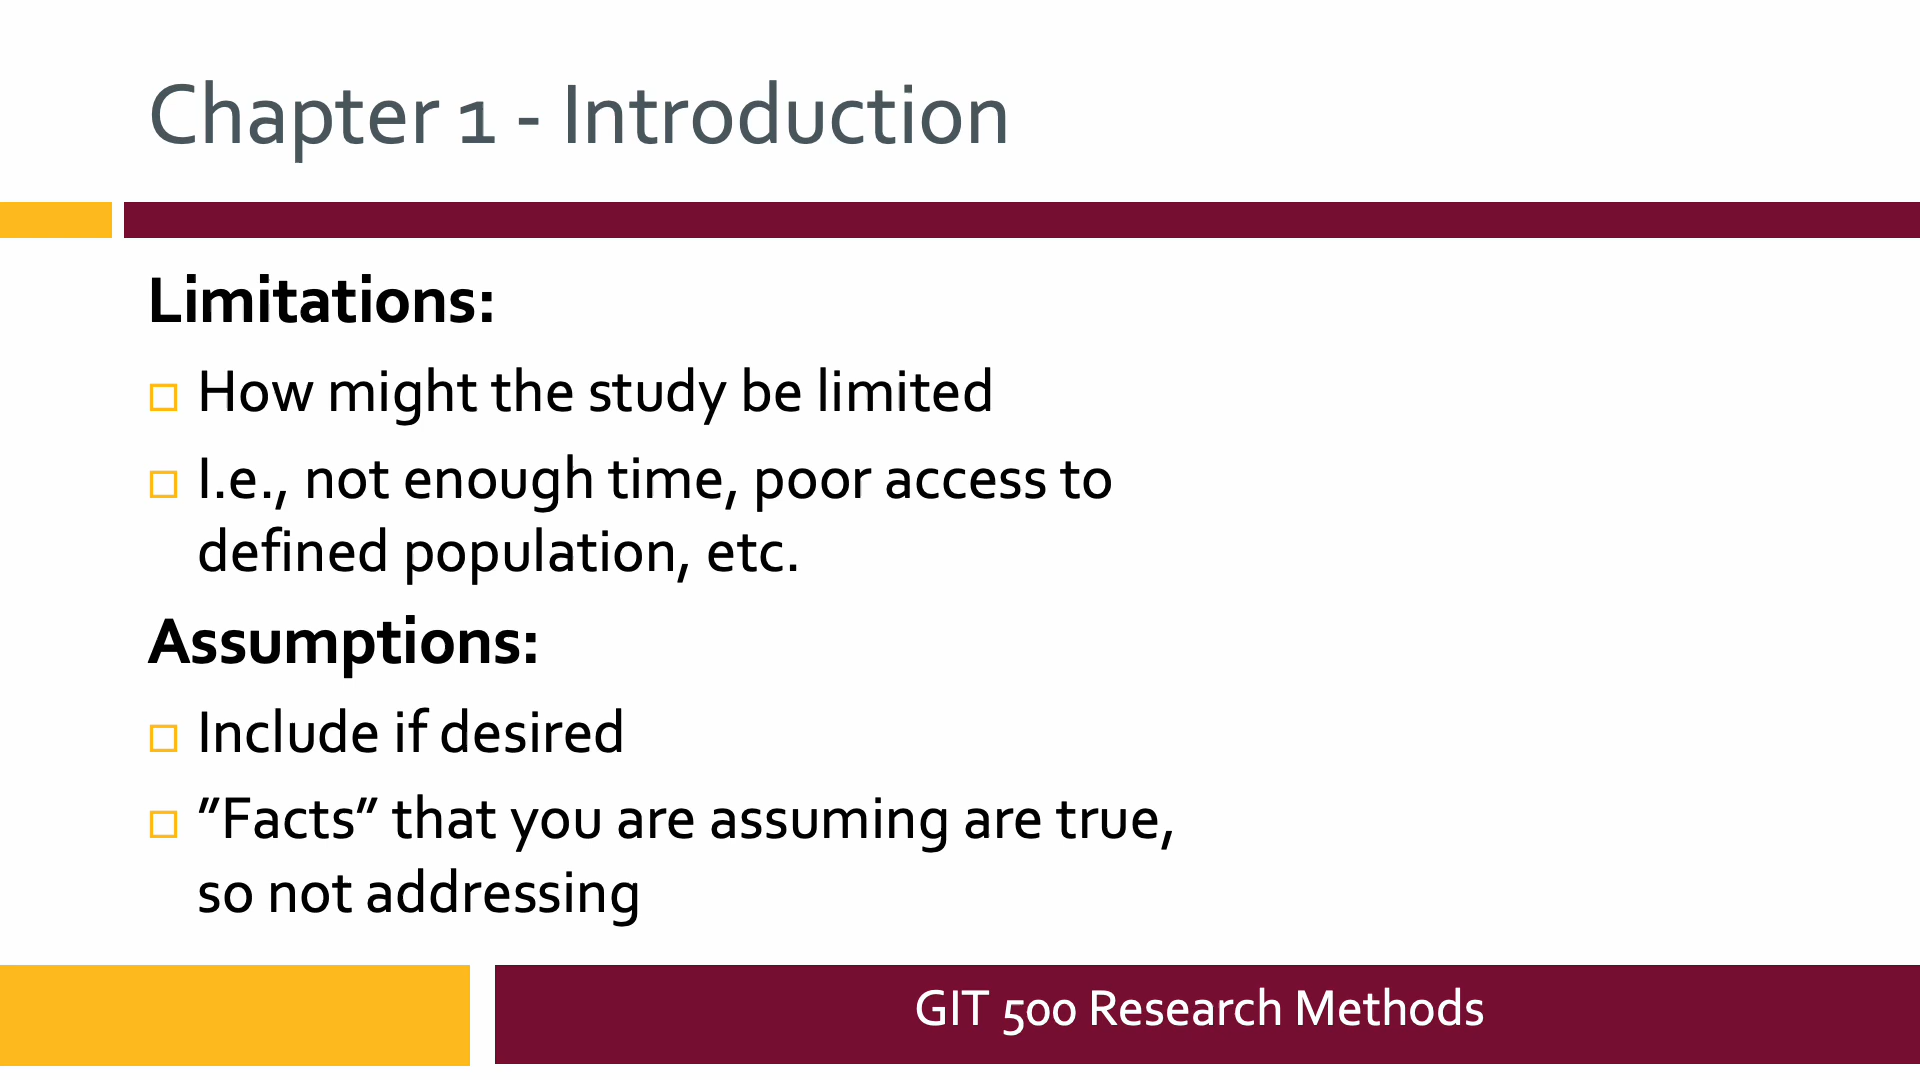 Chapter 1 - Introduction
Limitations:
How might the study be limited
I.e., not enough time, poor access to
defined population, etc.
Assumptions:
Include if desired
”Facts” that you are assuming are true,
so not addressing
GIT 500 Research Methods